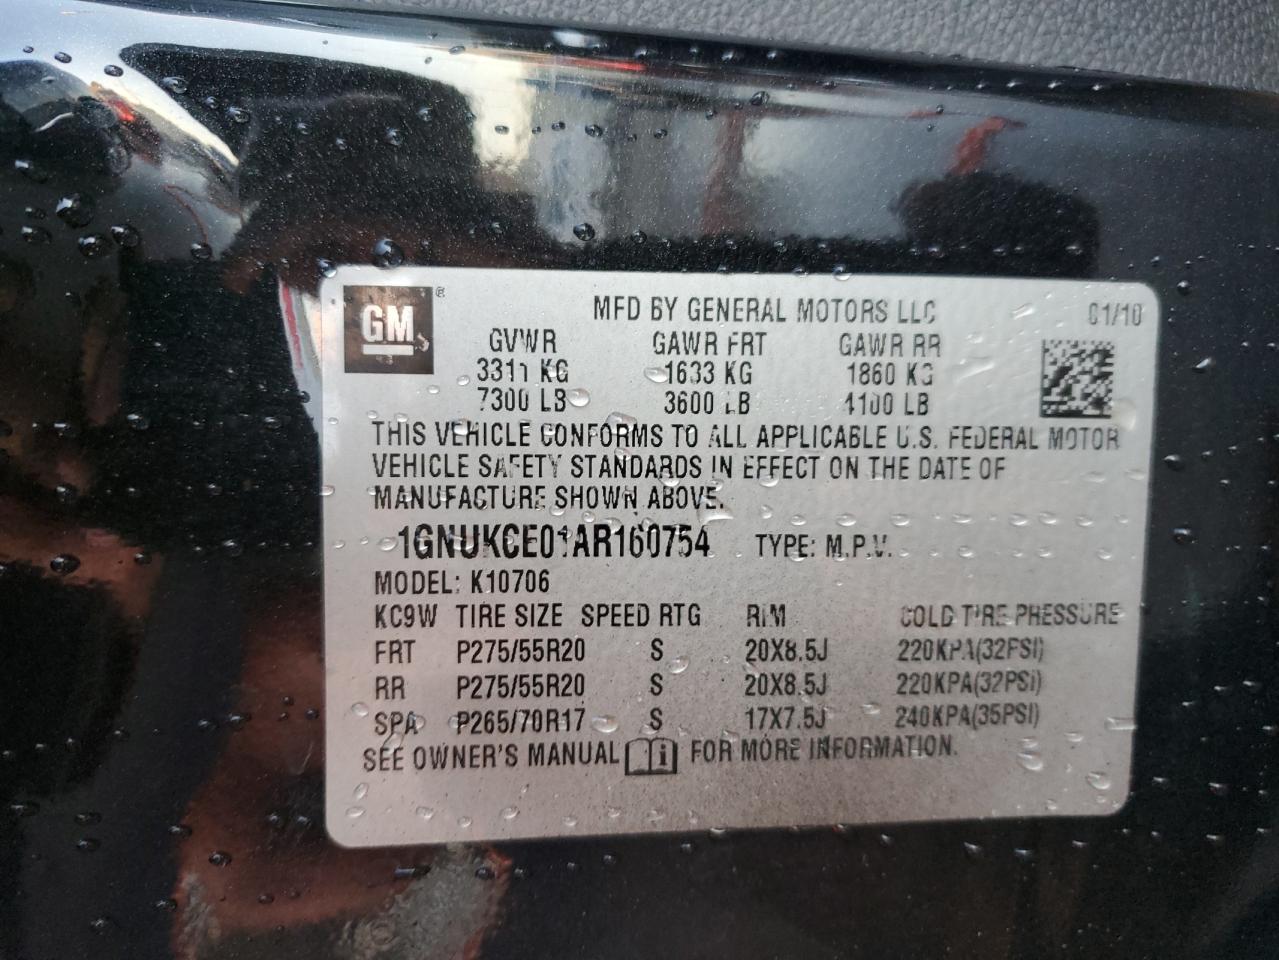 GM ®
MFD BY GENERAL MOTORS LLC 01/10
GVWR GAWR FRT GAWR RR
3311 KG 1633 KG 1860 KG
7300 LB 3600 LB 4100 LB
THIS VEHICLE CONFORMS TO ALL APPLICABLE U.S. FEDERAL MOTOR
VEHICLE SAFETY STANDARDS IN EFFECT ON THE DATE OF
MANUFACTURE SHOWN ABOVE.
1GNUKCE01AR160754 TYPE: M.P.V.
MODEL: K10706
KC9W TIRE SIZE SPEED RTG RIM COLD TIRE PRESSURE
FRT P275/55R20 S 20X8.5J 220KPA(32PSI)
RR P275/55R20 S 20X8.5J 220KPA(32PSI)
SPA P265/70R17 S 17X7.5J 240KPA(35PSI)
SEE OWNER'S MANUAL i FOR MORE INFORMATION.